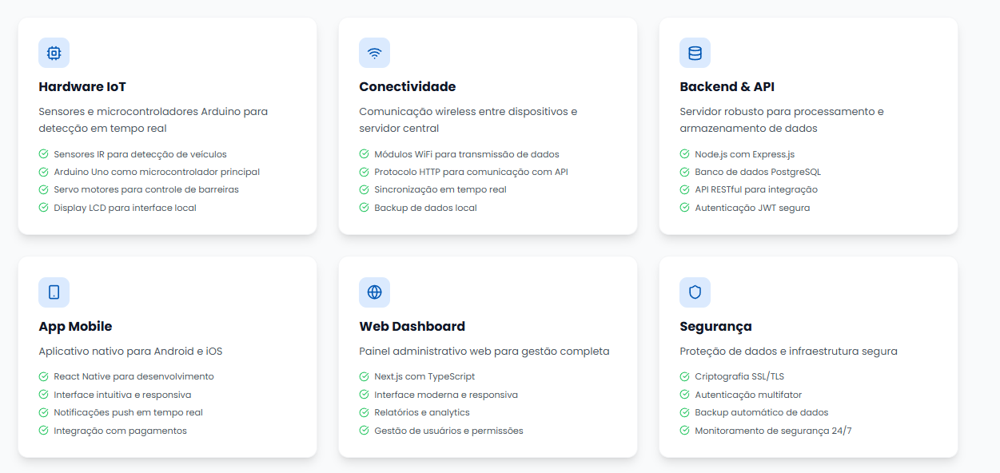 Hardware IoT
Sensores e microcontroladores Arduino para
detecção em tempo real
Sensores IR para detecção de veículos
Arduino Uno como microcontrolador principal
Servo motores para controle de barreiras
Display LCD para interface local
Conectividade
Comunicação wireless entre dispositivos e
servidor central
Módulos WiFi para transmissão de dados
Protocolo HTTP para comunicação com API
Sincronização em tempo real
Backup de dados local
Backend & API
Servidor robusto para processamento e
armazenamento de dados
Node.js com Express.js
Banco de dados PostgreSQL
API RESTful para integração
Autenticação JWT segura
App Mobile
Aplicativo nativo para Android e iOS
React Native para desenvolvimento
Interface intuitiva e responsiva
Notificações push em tempo real
Integração com pagamentos
Web Dashboard
Painel administrativo web para gestão completa
Next.js com TypeScript
Interface moderna e responsiva
Relatórios e analytics
Gestão de usuários e permissões
Segurança
Proteção de dados e infraestrutura segura
Criptografia SSL/TLS
Autenticação multifator
Backup automático de dados
Monitoramento de segurança 24/7